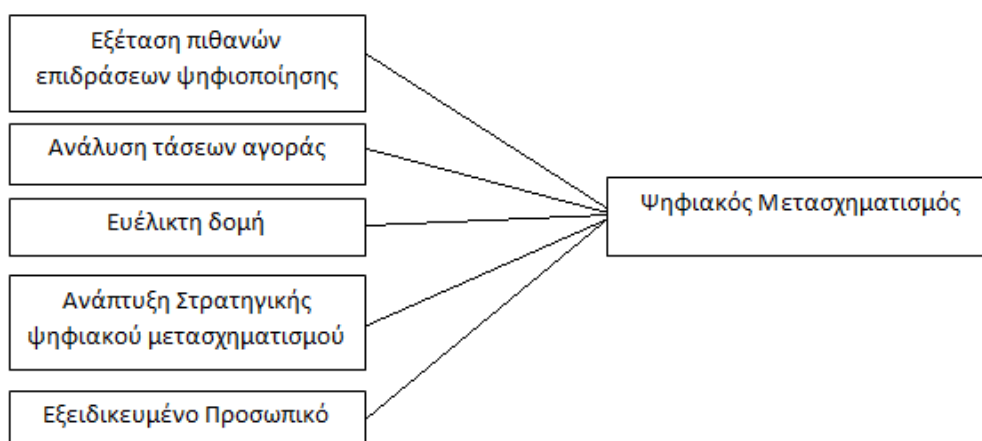 Εξέταση πιθανών
επιδράσεων ψηφιοποίησης
Ανάλυση τάσεων αγοράς
Ευέλικτη δομή
Ανάπτυξη Στρατηγικής
ψηφιακού μετασχηματισμού
Εξειδικευμένο Προσωπικό
Ψηφιακός Μετασχηματισμός